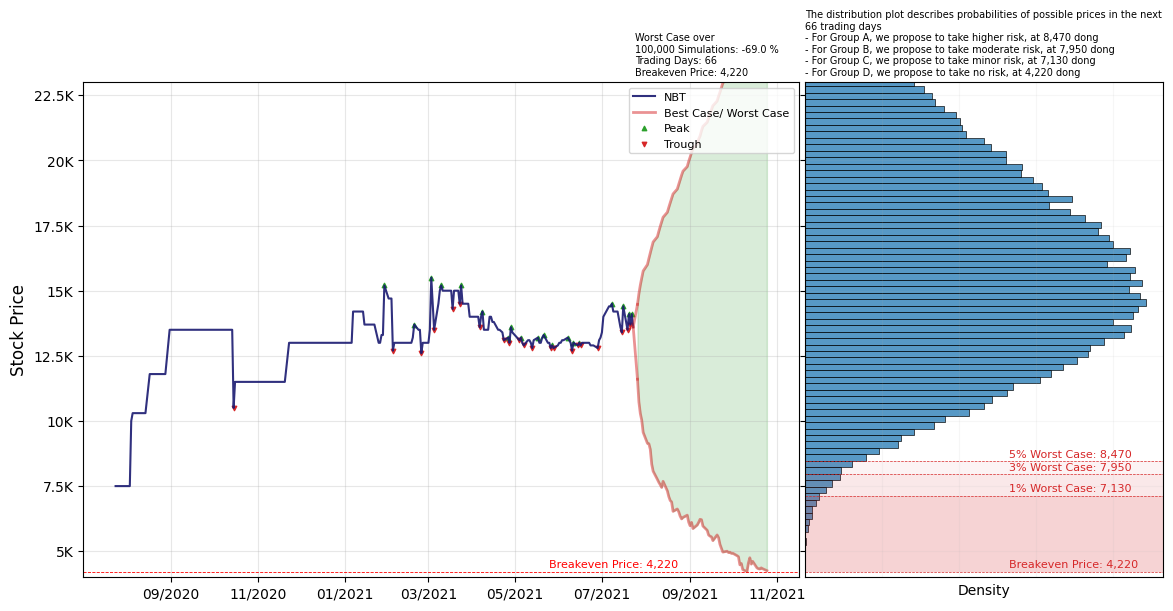 The distribution plot describes probabilities of possible prices in the next
66 trading days
- For Group A, we propose to take higher risk, at 8,470 dong
- For Group B, we propose to take moderate risk, at 7,950 dong
- For Group C, we propose to take minor risk, at 7,130 dong
- For Group D, we propose to take no risk, at 4,220 dong
Worst Case over
100,000 Simulations: -69.0 %
Trading Days: 66
Breakeven Price: 4,220
NBT
Best Case/ Worst Case
Peak
Trough
Stock Price
22.5K
20K
17.5K
15K
12.5K
10K
7.5K
5K
Breakeven Price: 4,220
09/2020
11/2020
01/2021
03/2021
05/2021
07/2021
09/2021
11/2021
5% Worst Case: 8,470
3% Worst Case: 7,950
1% Worst Case: 7,130
Breakeven Price: 4,220
Density